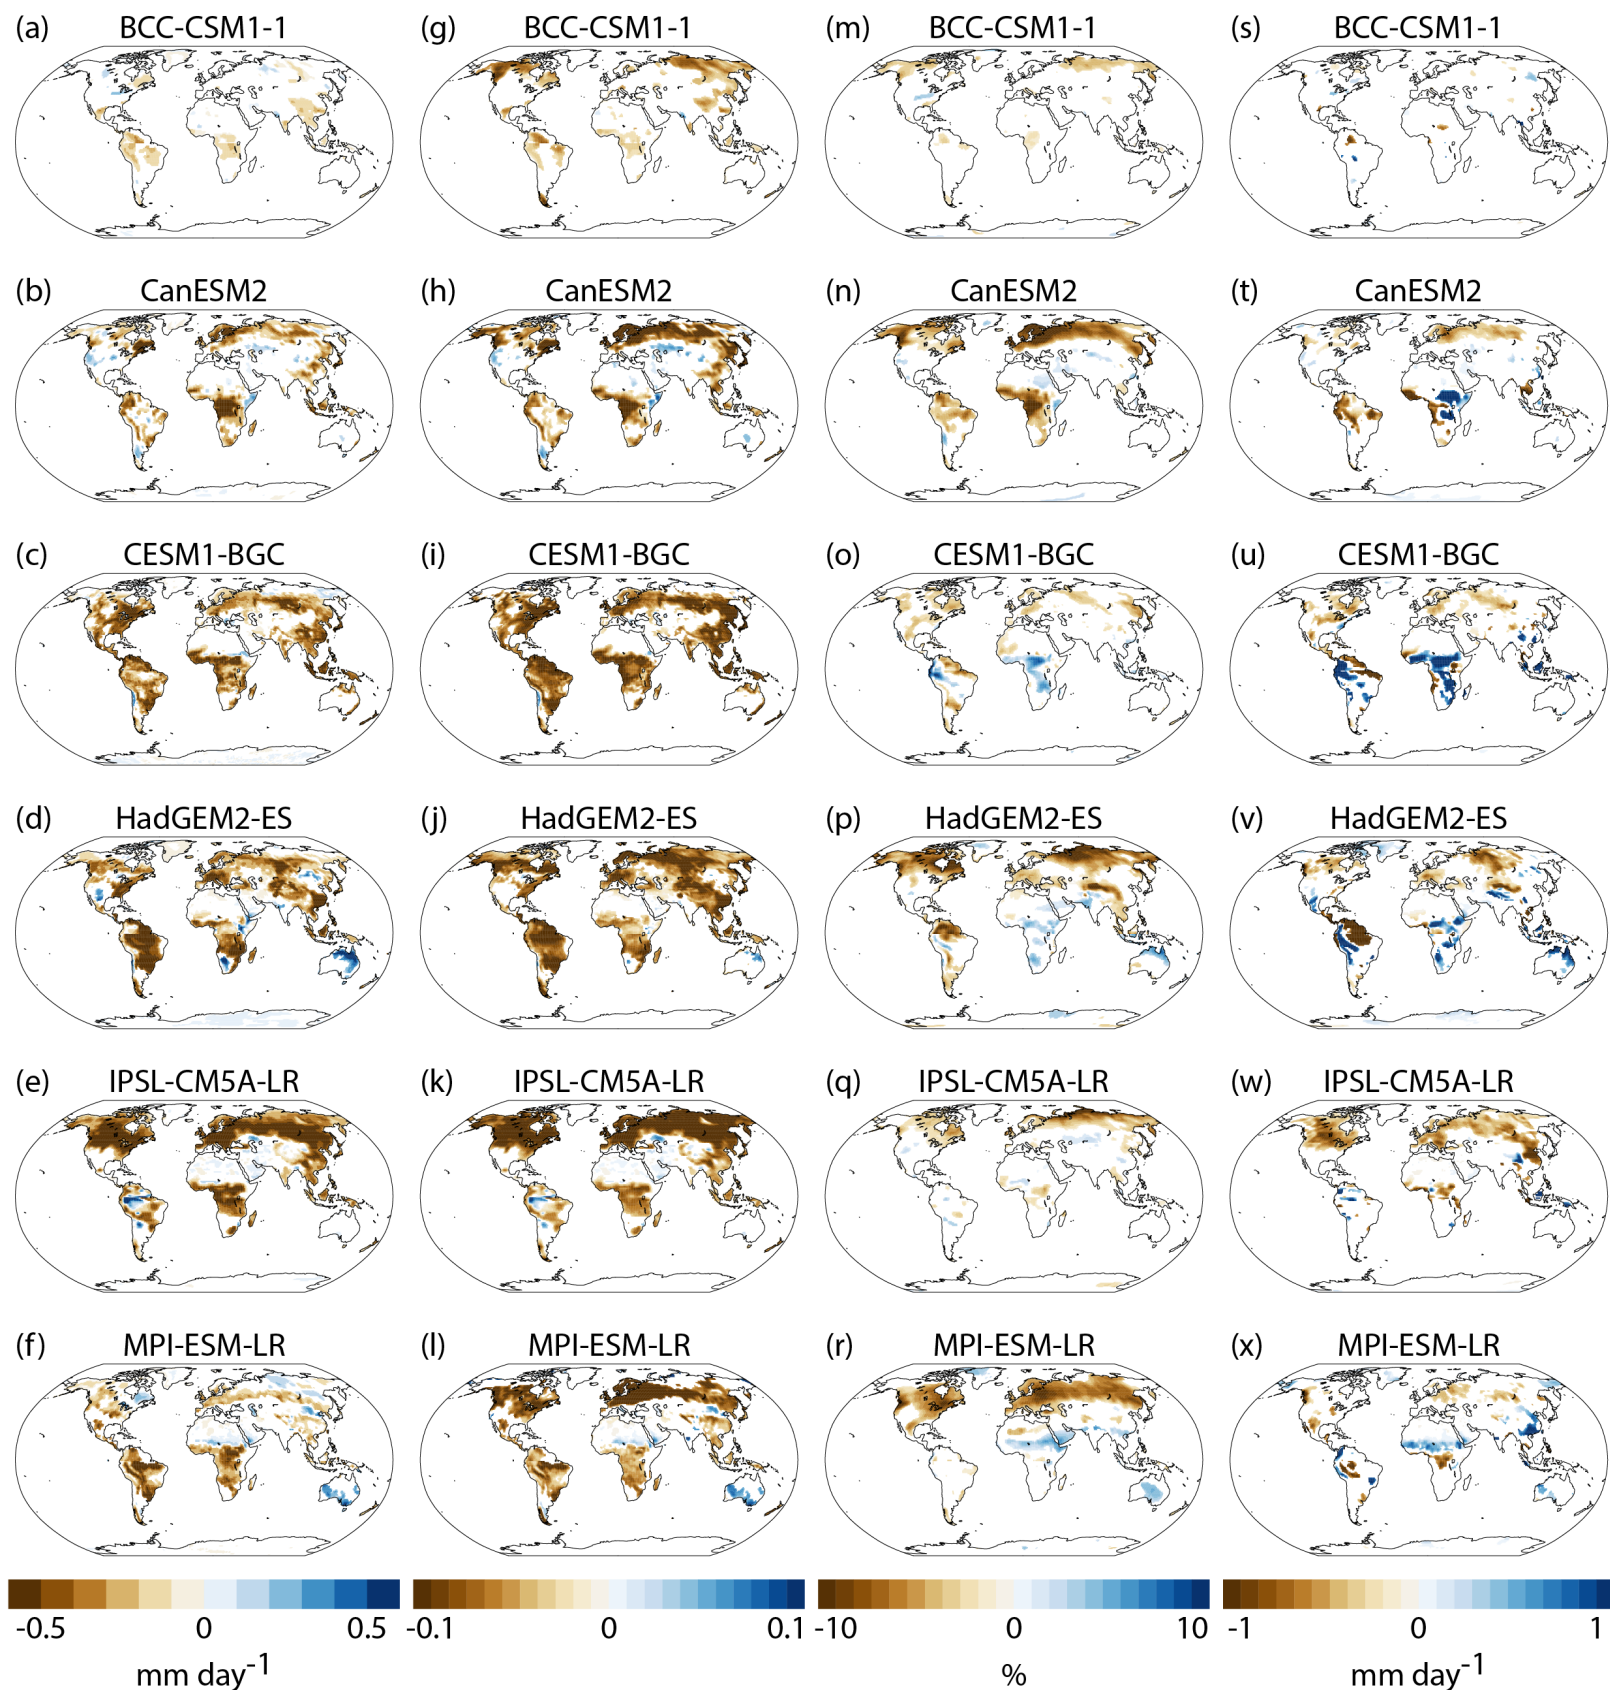 (a) BCC-CSM1-1 (g) BCC-CSM1-1 (m) BCC-CSM1-1 (s) BCC-CSM1-1
(b) CanESM2 (h) CanESM2 (n) CanESM2 (t) CanESM2
(c) CESM1-BGC (i) CESM1-BGC (o) CESM1-BGC (u) CESM1-BGC
(d) HadGEM2-ES (j) HadGEM2-ES (p) HadGEM2-ES (v) HadGEM2-ES
(e) IPSL-CM5A-LR (k) IPSL-CM5A-LR (q) IPSL-CM5A-LR (w) IPSL-CM5A-LR
(f) MPI-ESM-LR (l) MPI-ESM-LR (r) MPI-ESM-LR (x) MPI-ESM-LR
-0.5 0 0.5 -0.1 0 0.1 -10 0 10 -1 0 1
mm day-1 % mm day-1